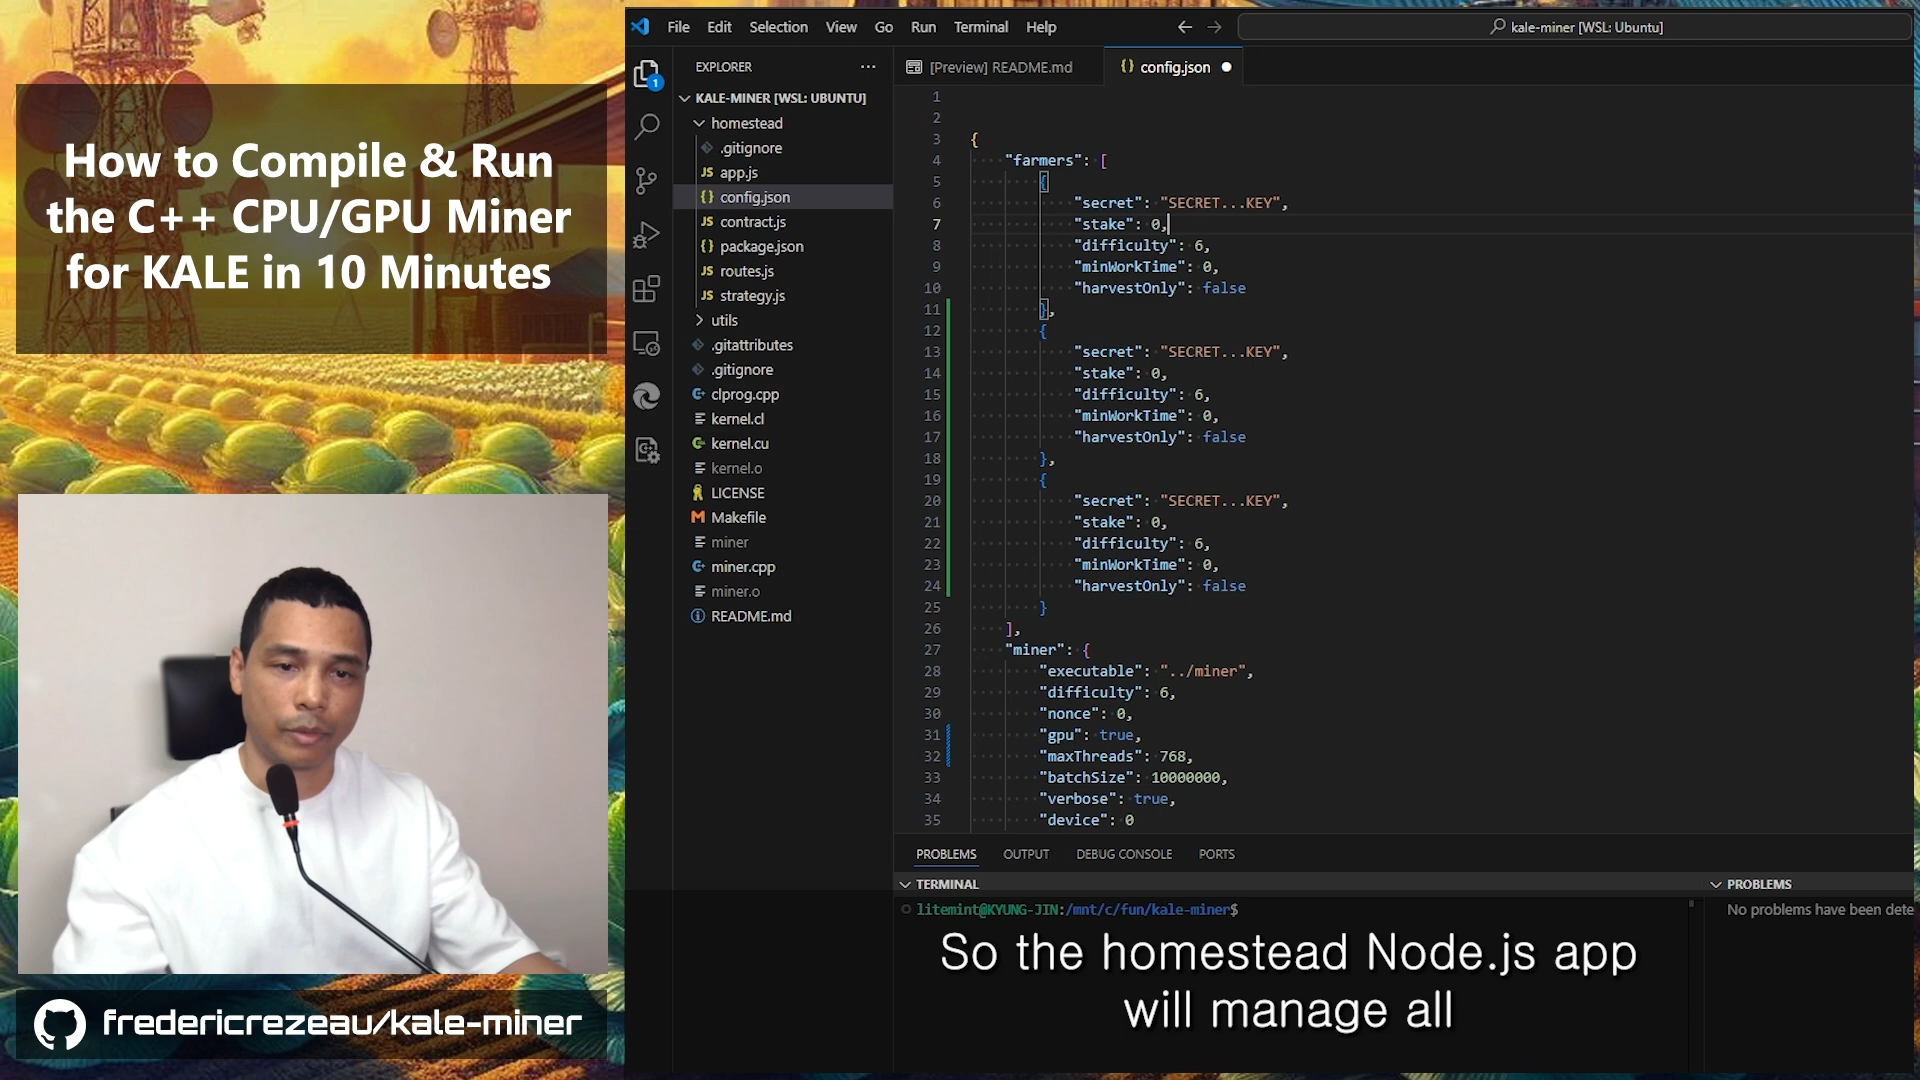 How to Compile & Run
the C++ CPU/GPU Miner
for KALE in 10 Minutes
fredericrezeau/kale-miner
File Edit Selection View Go Run Terminal Help
kale-miner [WSL: Ubuntu]
1
EXPLORER ...
KALE-MINER [WSL: UBUNTU]
homestead
.gitignore
JS app.js
{} config.json
JS contract.js
{} package.json
JS routes.js
JS strategy.js
utils
.gitattributes
.gitignore
clprog.cpp
kernel.cl
kernel.cu
kernel.o
LICENSE
Makefile
miner
miner.cpp
miner.o
README.md
[Preview] README.md
{} config.json
1
2
3 {
4 "farmers": [
5 {
6 "secret": "SECRET...KEY",
7 "stake": 0,
8 "difficulty": 6,
9 "minWorkTime": 0,
10 "harvestOnly": false
11 },
12 {
13 "secret": "SECRET...KEY",
14 "stake": 0,
15 "difficulty": 6,
16 "minWorkTime": 0,
17 "harvestOnly": false
18 },
19 {
20 "secret": "SECRET...KEY",
21 "stake": 0,
22 "difficulty": 6,
23 "minWorkTime": 0,
24 "harvestOnly": false
25 }
26 ],
27 "miner": {
28 "executable": "../miner",
29 "difficulty": 6,
30 "nonce": 0,
31 "gpu": true,
32 "maxThreads": 768,
33 "batchSize": 10000000,
34 "verbose": true,
35 "device": 0
PROBLEMS OUTPUT DEBUG CONSOLE PORTS
TERMINAL
litemint@KYUNG-JIN:/mnt/c/fun/kale-miner$
PROBLEMS
No problems have been dete
So the homestead Node.js app
will manage all